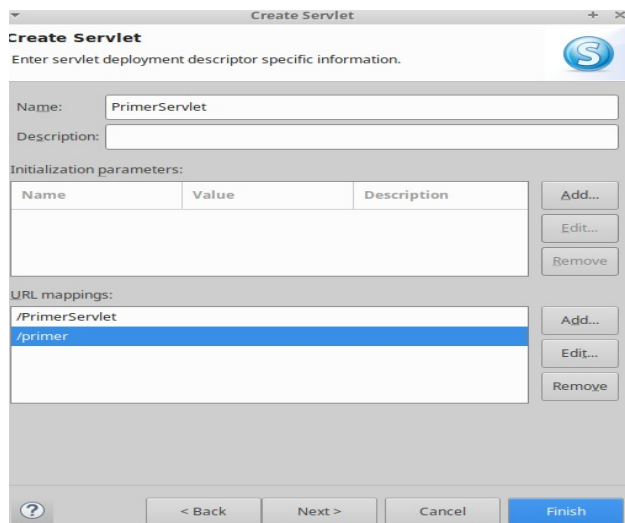 Create Servlet
Create Servlet
Enter servlet deployment descriptor specific information.
S
Name: PrimerServlet
Description:
Initialization parameters:
Name Value Description Add...
Edit...
Remove
URL mappings:
/PrimerServlet
/primer
Add...
Edit...
Remove
? < Back Next > Cancel Finish